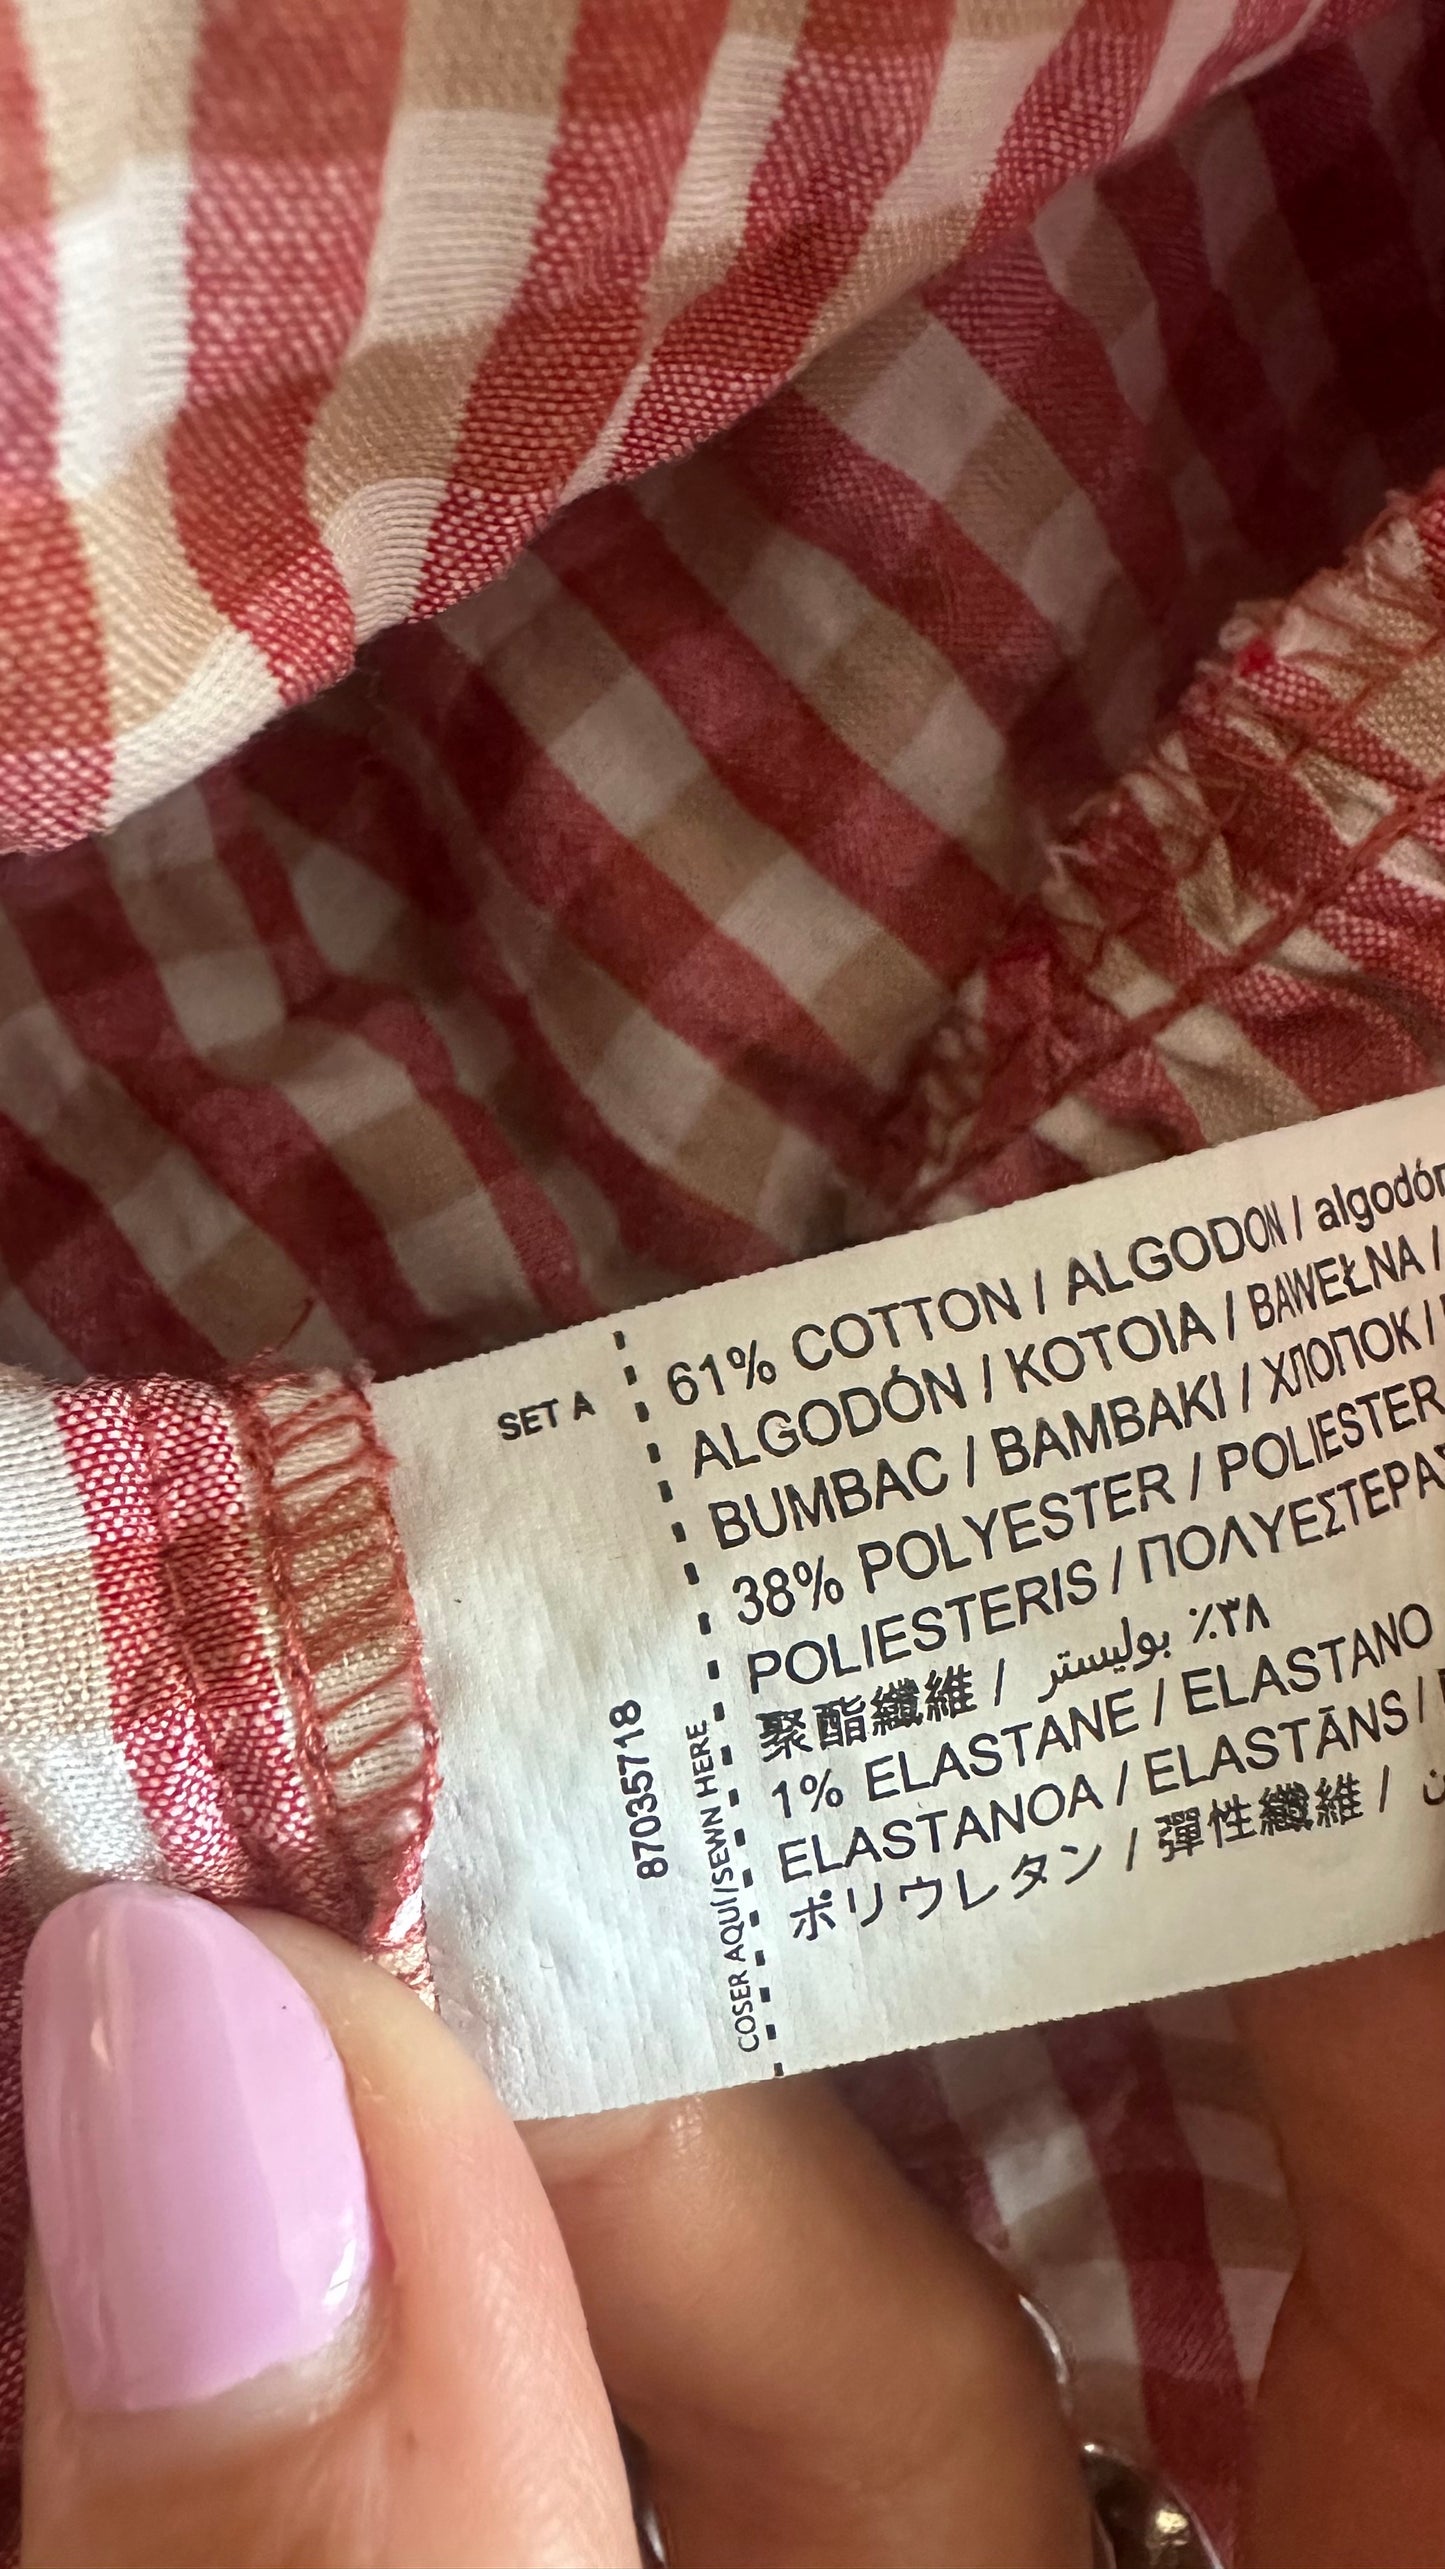 SET A
87035718
COSER AQUÍ/SEWN HERE
61% COTTON / ALGODON / algodón
ALGODÓN / KOTOIA / BAWEŁNA /
BUMBAC / BAMBAKI / ХЛОПОК /
38% POLYESTER / POLIESTER
POLIESTERIS / ΠΟΛΥΕΣΤΕΡΑΣ
聚酯纖維 / ٣٨٪ بوليستر
1% ELASTANE / ELASTANO
ELASTANOA / ELASTĀNS /
ポリウレタン / 彈性纖維 /